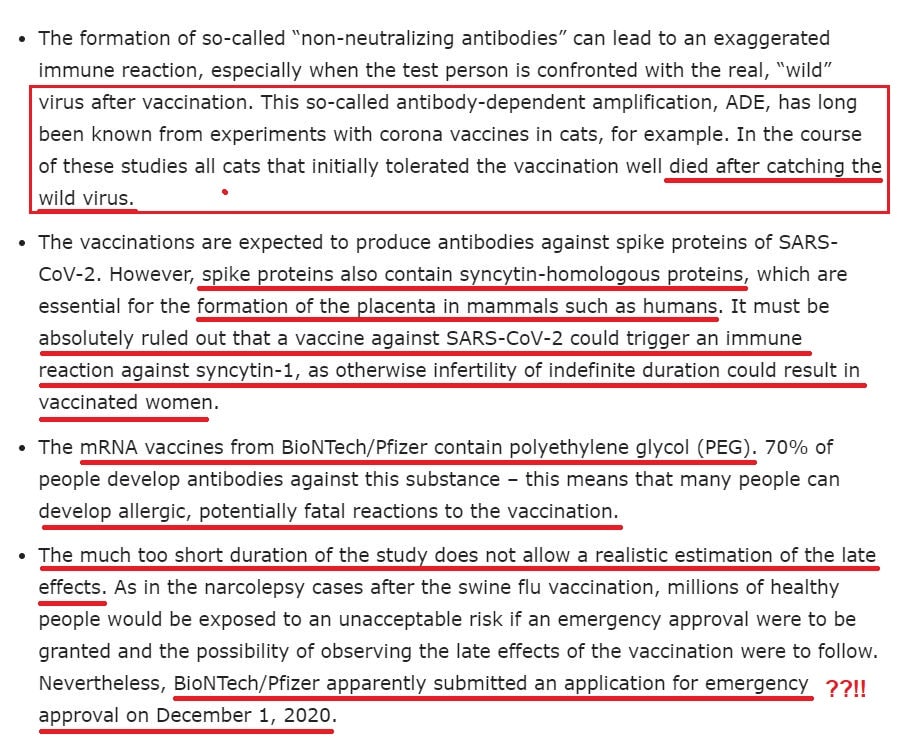 • The formation of so-called “non-neutralizing antibodies” can lead to an exaggerated
immune reaction, especially when the test person is confronted with the real, “wild”
virus after vaccination. This so-called antibody-dependent amplification, ADE, has long
been known from experiments with corona vaccines in cats, for example. In the course
of these studies all cats that initially tolerated the vaccination well died after catching the
wild virus.
• The vaccinations are expected to produce antibodies against spike proteins of SARS-
CoV-2. However, spike proteins also contain syncytin-homologous proteins, which are
essential for the formation of the placenta in mammals such as humans. It must be
absolutely ruled out that a vaccine against SARS-CoV-2 could trigger an immune
reaction against syncytin-1, as otherwise infertility of indefinite duration could result in
vaccinated women.
• The mRNA vaccines from BioNTech/Pfizer contain polyethylene glycol (PEG). 70% of
people develop antibodies against this substance – this means that many people can
develop allergic, potentially fatal reactions to the vaccination.
• The much too short duration of the study does not allow a realistic estimation of the late
effects. As in the narcolepsy cases after the swine flu vaccination, millions of healthy
people would be exposed to an unacceptable risk if an emergency approval were to be
granted and the possibility of observing the late effects of the vaccination were to follow.
Nevertheless, BioNTech/Pfizer apparently submitted an application for emergency ??!!
approval on December 1, 2020.